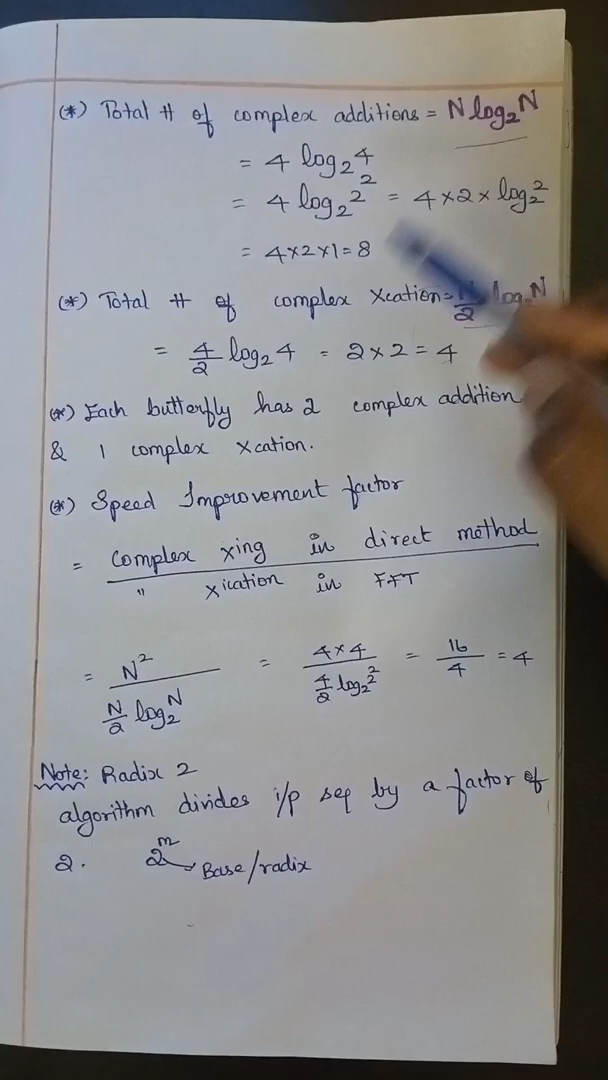 (*) Total # of complex additions = N log₂N
= 4 log₂4
= 4 log₂2² = 4×2× log₂2
= 4×2×1=8
(*) Total # of complex Xcation= N/2 log₂N
= 4/2 log₂4 = 2×2 = 4
(*) Each butterfly has 2 complex addition
& 1 complex Xcation.
(*) Speed Improvement factor
= complex xing in direct method
" xication in FFT
= N² / N/2 log₂N = 4×4 / 4/2 log₂2² = 16/4 = 4
Note: Radix 2
algorithm divides i/p seq by a factor of
2. 2ᵐ Base/radix